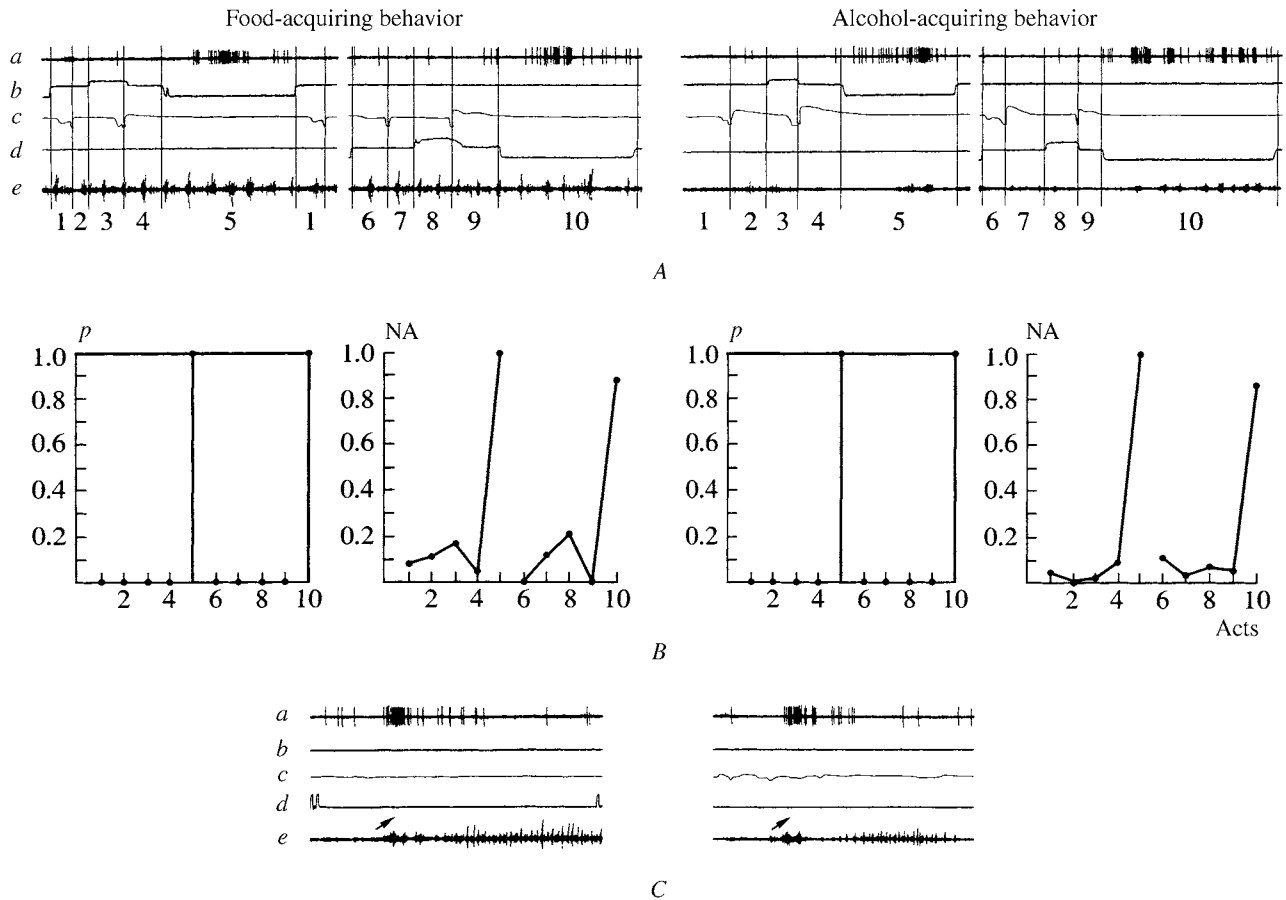 Food-acquiring behavior
Alcohol-acquiring behavior
a
b
c
d
e
1 2 3 4 5 1 6 7 8 9 10
1 2 3 4 5 6 7 8 9 10
A
p NA p NA
1.0 1.0 1.0 1.0
0.8 0.8 0.8 0.8
0.6 0.6 0.6 0.6
0.4 0.4 0.4 0.4
0.2 0.2 0.2 0.2
2 4 6 8 10 2 4 6 8 10 2 4 6 8 10 2 4 6 8 10
Acts
B
a
b
c
d
e
C